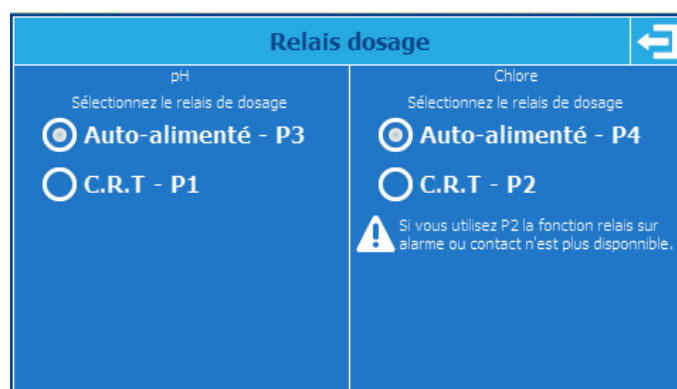 Relais dosage
pH
Sélectionnez le relais de dosage
Auto-alimenté - P3
C.R.T - P1
Chlore
Sélectionnez le relais de dosage
Auto-alimenté - P4
C.R.T - P2
Si vous utilisez P2 la fonction relais sur
alarme ou contact n'est plus disponnible.